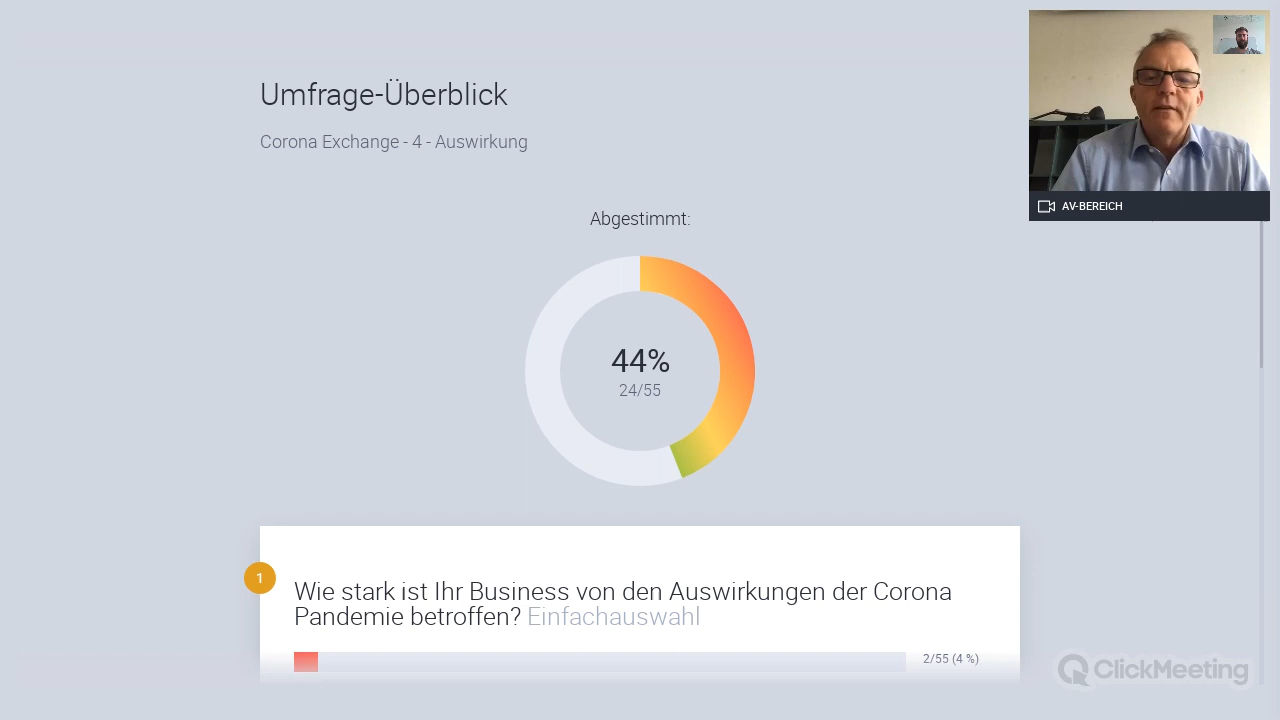 Umfrage-Überblick
Corona Exchange - 4 - Auswirkung
AV-BEREICH
Abgestimmt:
44%
24/55
1
Wie stark ist Ihr Business von den Auswirkungen der Corona
Pandemie betroffen? Einfachauswahl
2/55 (4 %)
ClickMeeting